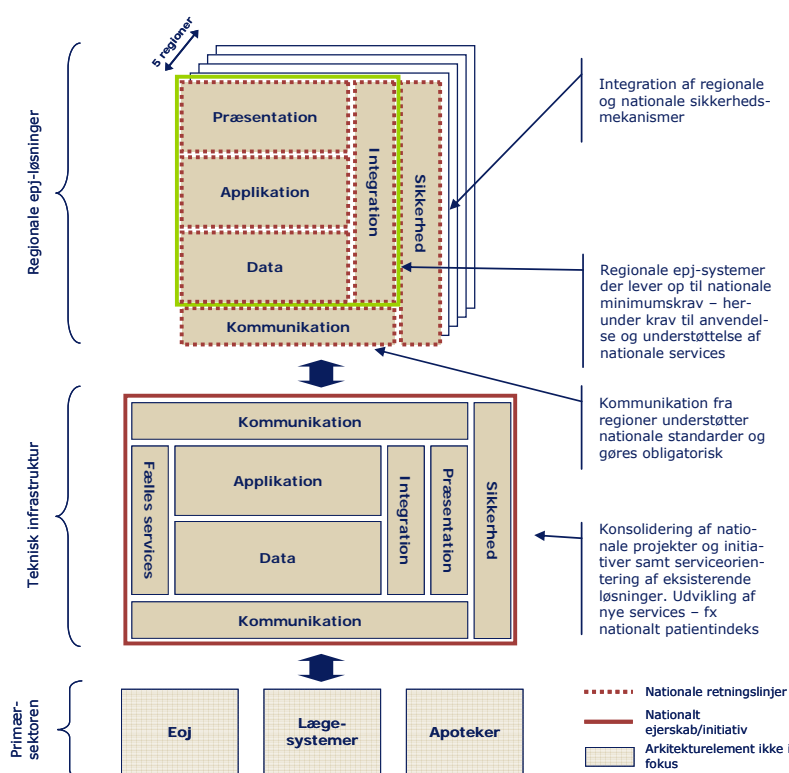 5 regioner
Regionale epj-løsninger
Præsentation
Applikation
Data
Integration
Sikkerhed
Kommunikation
Integration af regionale
og nationale sikkerheds-
mekanismer
Regionale epj-systemer
der lever op til nationale
minimumskrav – her-
under krav til anvendel-
se og understøttelse af
nationale services
Kommunikation fra
regioner understøtter
nationale standarder og
gøres obligatorisk
Teknisk infrastruktur
Kommunikation
Fælles services
Applikation
Data
Integration
Præsentation
Sikkerhed
Kommunikation
Konsolidering af natio-
nale projekter og initia-
tiver samt serviceorien-
tering af eksisterende
løsninger. Udvikling af
nye services – fx
nationalt patientindeks
Primær-
sektoren
Eoj
Læge-
systemer
Apoteker
Nationale retningslinjer
Nationalt
ejerskab/initiativ
Arkitekturelement ikke i
fokus